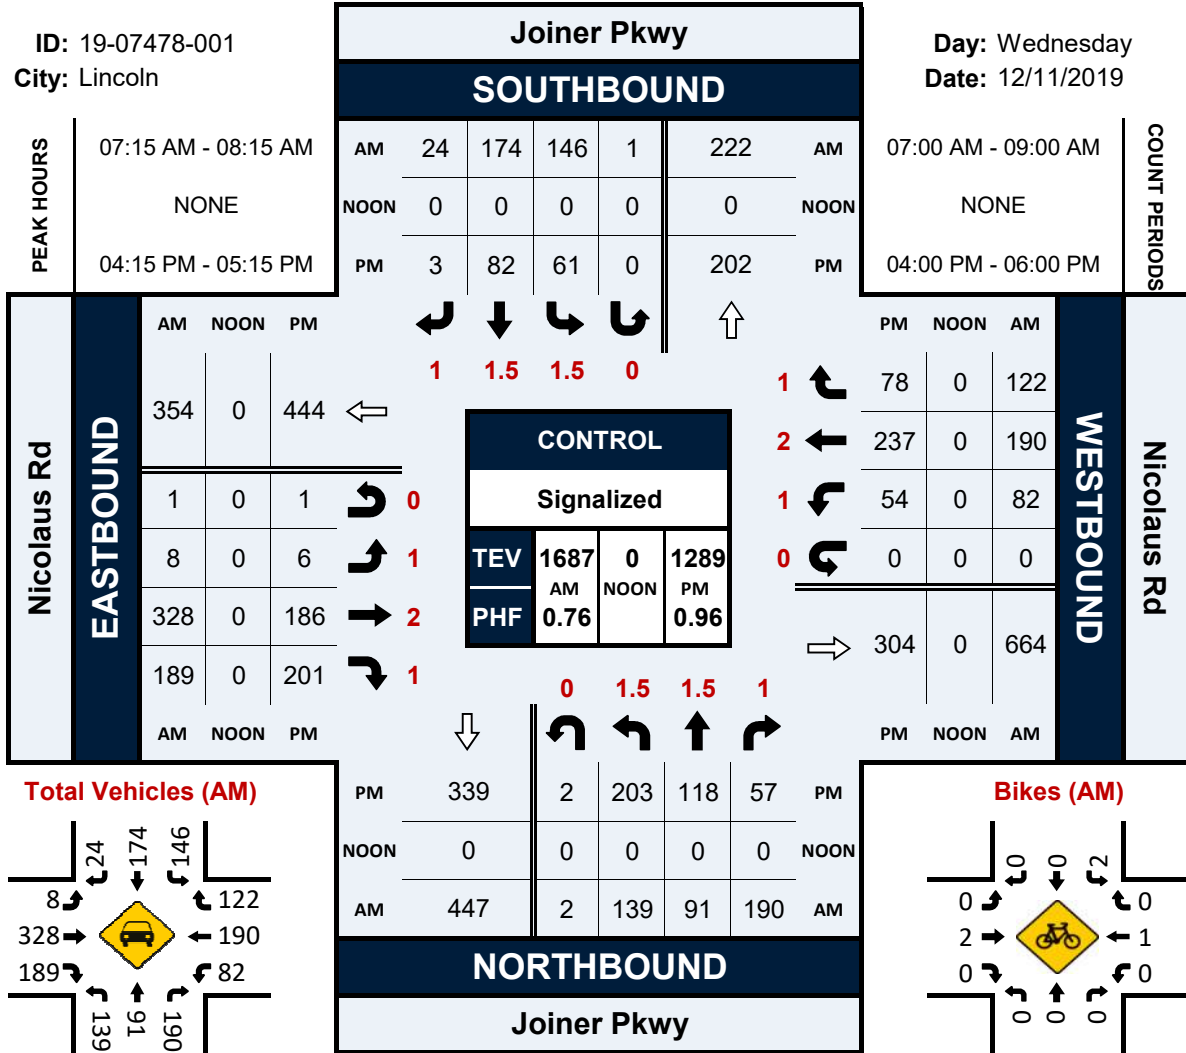 Joiner Pkwy
ID: 19-07478-001
Day: Wednesday
City: Lincoln
Date: 12/11/2019
SOUTHBOUND
PEAK HOURS
07:15 AM - 08:15 AM
AM 24 174 146 1 222 AM
07:00 AM - 09:00 AM
COUNT PERIODS
NONE
NOON 0 0 0 0 0 NOON
NONE
04:15 PM - 05:15 PM
PM 3 82 61 0 202 PM
04:00 PM - 06:00 PM
Nicolaus Rd
EASTBOUND
AM NOON PM
PM NOON AM
1 1.5 1.5 0
354 0 444
1 0 1 0
8 0 6 1
328 0 186 2
189 0 201 1
AM NOON PM
CONTROL
Signalized
TEV 1687 0 1289
AM NOON PM
PHF 0.76 0.96
1 78 0 122
2 237 0 190
1 54 0 82
0 0 0 0
304 0 664
PM NOON AM
WESTBOUND
Nicolaus Rd
0 1.5 1.5 1
PM 339 2 203 118 57 PM
NOON 0 0 0 0 0 NOON
AM 447 2 139 91 190 AM
NORTHBOUND
Joiner Pkwy
Total Vehicles (AM)
24 174 146
8 122
328 190
189 82
139 91 190
Bikes (AM)
0 0 2
0 0
2 1
0 0
0 0 0